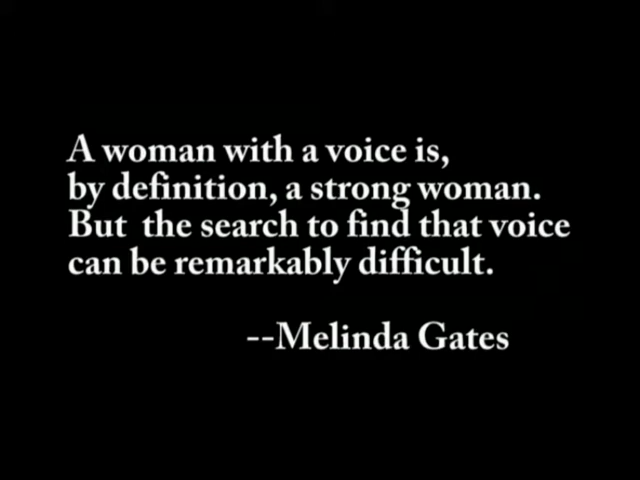 A woman with a voice is,
by definition, a strong woman.
But the search to find that voice
can be remarkably difficult.
--Melinda Gates